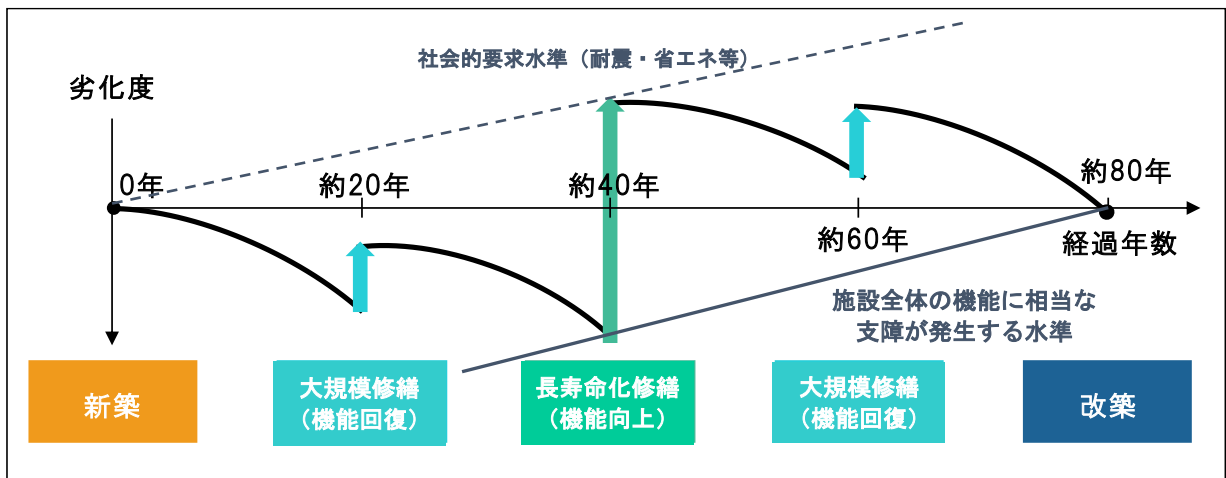 社会的要求水準（耐震・省エネ等）
劣化度
0年
約20年
約40年
約80年
約60年
経過年数
施設全体の機能に相当な
支障が発生する水準
新築
大規模修繕
（機能回復）
長寿命化修繕
（機能向上）
大規模修繕
（機能回復）
改築